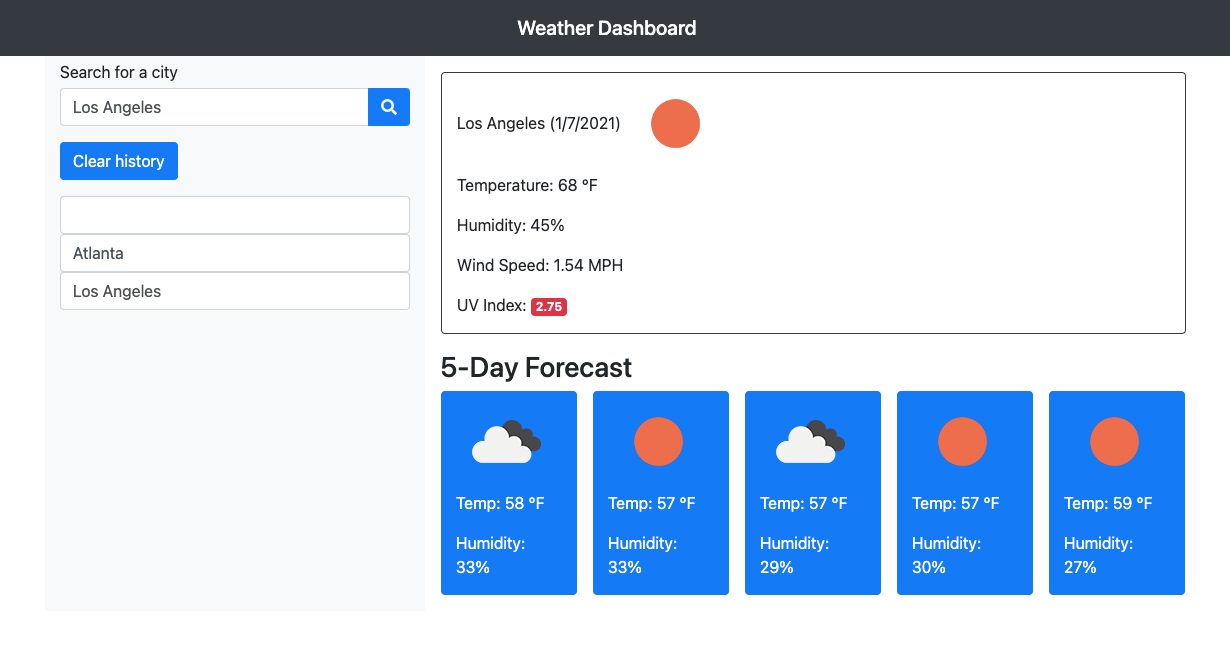 Weather Dashboard
Search for a city
Los Angeles
Clear history
Atlanta
Los Angeles
Los Angeles (1/7/2021)
Temperature: 68 °F
Humidity: 45%
Wind Speed: 1.54 MPH
UV Index: 2.75
5-Day Forecast
Temp: 58 °F
Humidity:
33%
Temp: 57 °F
Humidity:
33%
Temp: 57 °F
Humidity:
29%
Temp: 57 °F
Humidity:
30%
Temp: 59 °F
Humidity:
27%